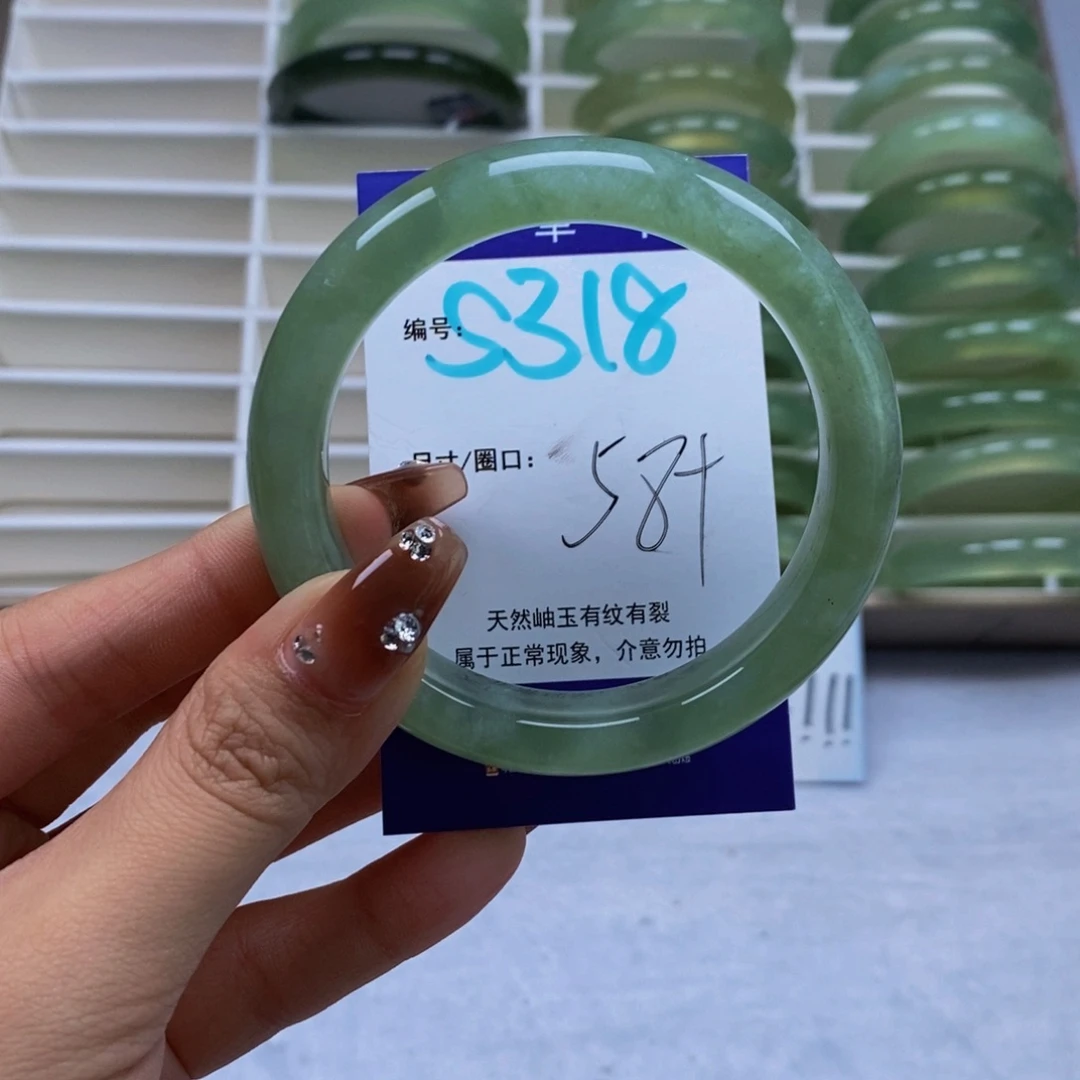 编号：S318
尺寸/圈口： 58+
天然岫玉有纹有裂
属于正常现象，介意勿拍